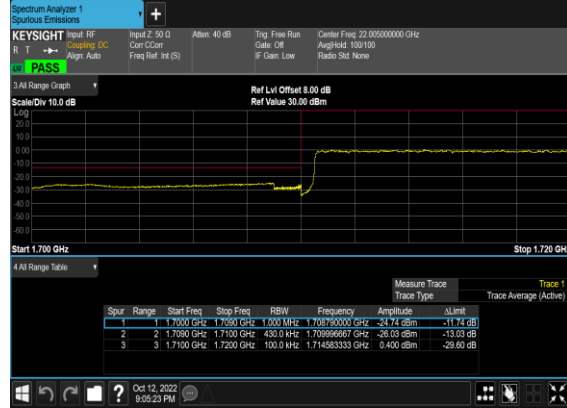 Spectrum Analyzer 1
Spurious Emissions
+
KEYSIGHT Input: RF Input Z: 50 Ω Atten: 40 dB Trig: Free Run Center Freq: 22.005000000 GHz
R T Coupling: DC Corr CCorr Gate: Off Avg|Hold: 100/100
Align: Auto Freq Ref: Int (S) IF Gain: Low Radio Std: None
LW PASS
3 All Range Graph
Ref Lvl Offset 8.00 dB
Scale/Div 10.0 dB Ref Value 30.00 dBm
Log
20.0
10.0
0.00
-10.0
-20.0
-30.0
-40.0
-50.0
-60.0
Start 1.700 GHz Stop 1.720 GH
4 All Range Table
Measure Trace Trace 1
Trace Type Trace Average (Active)
Spur Range Start Freq Stop Freq RBW Frequency Amplitude ΔLimit
1 1 1.7000 GHz 1.7090 GHz 1.000 MHz 1.708790000 GHz -24.74 dBm -11.74 dB
2 2 1.7090 GHz 1.7100 GHz 430.0 kHz 1.709996667 GHz -26.03 dBm -13.03 dB
3 3 1.7100 GHz 1.7200 GHz 100.0 kHz 1.714583333 GHz 0.400 dBm -29.60 dB
? Oct 12, 2022
9:05:23 PM